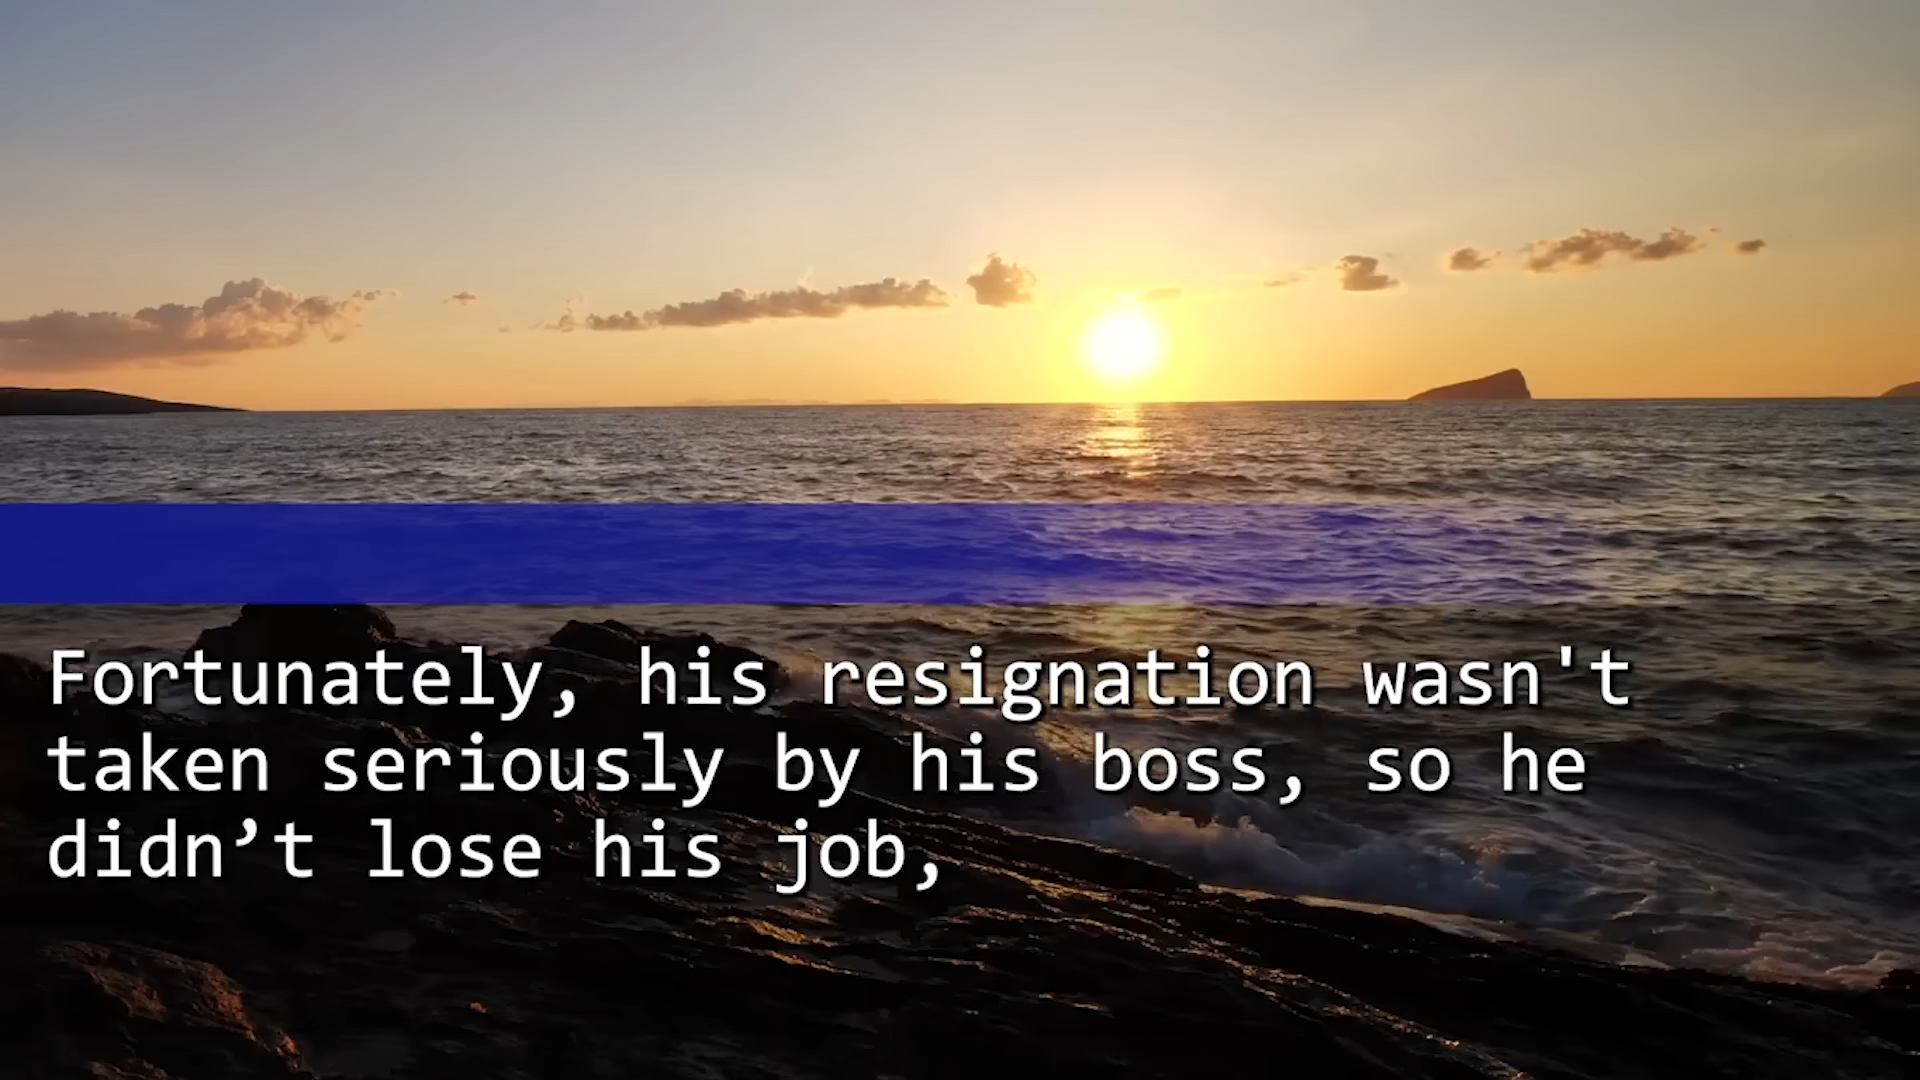 Fortunately, his resignation wasn't
taken seriously by his boss, so he
didn’t lose his job,